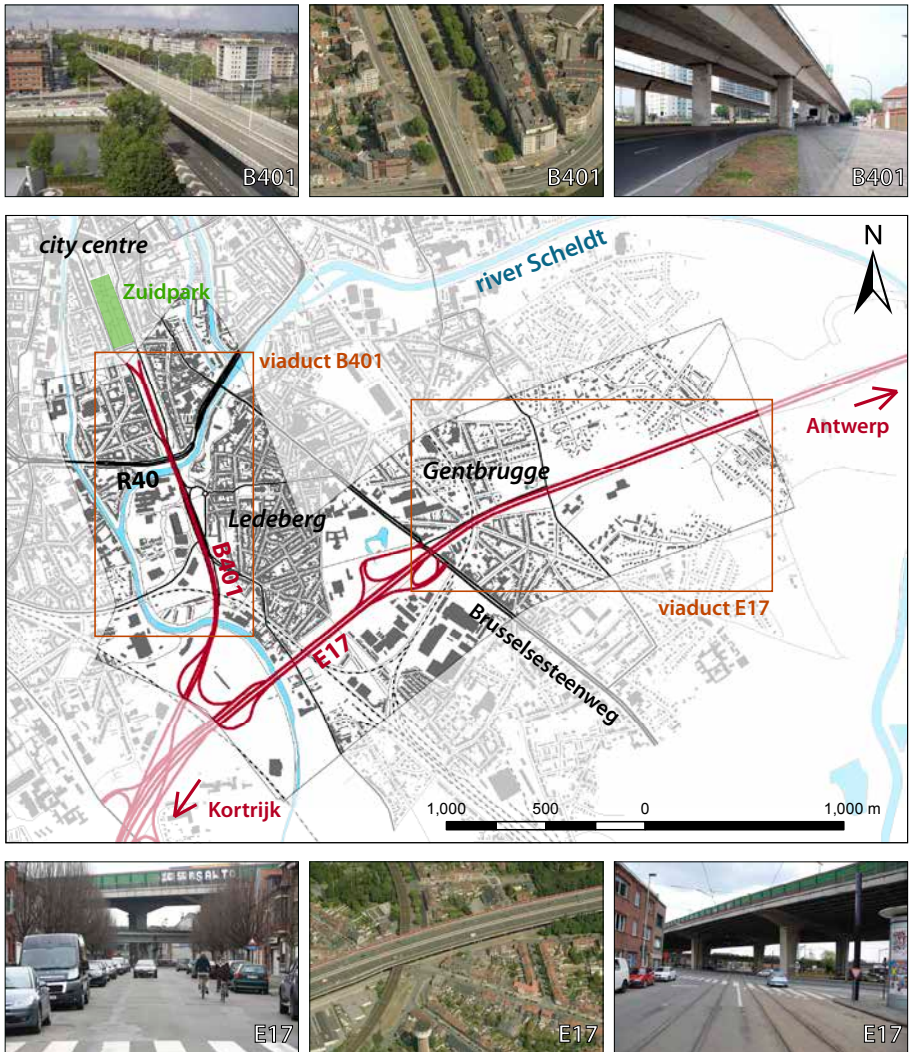 B401
B401
B401
city centre
Zuidpark
river Scheldt
N
viaduct B401
Antwerp
R40
Gentbrugge
Ledeberg
B401
viaduct E17
E17
Brusselsesteenweg
Kortrijk
1,000 500 0 1,000 m
E17
E17
E17